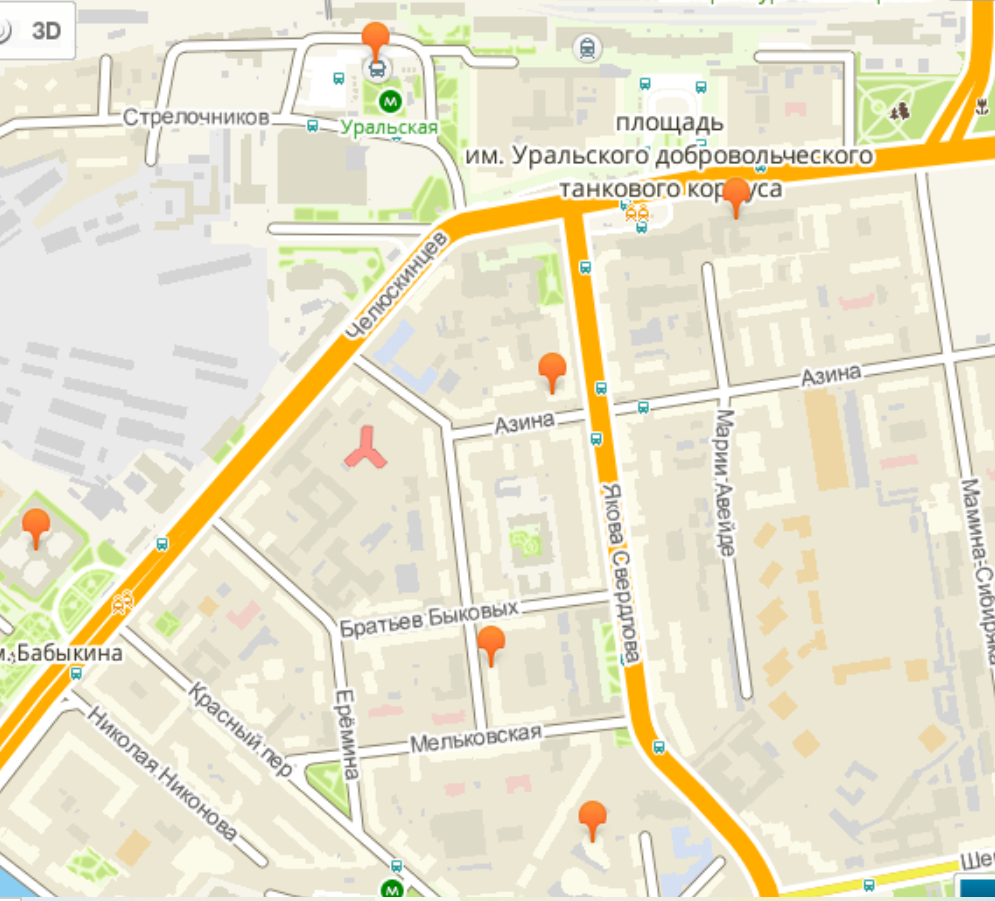 3D
Стрелочников
Уральская
площадь
им. Уральского добровольческого
танкового корпуса
Челюскинцев
Азина
Азина
Марии Авейде
Якова Свердлова
Мамина-Сибиряка
Братьев Быковых
м. Бабыкина
Красный пер
Ерёмина
Мельковская
Николая Никонова
Ше